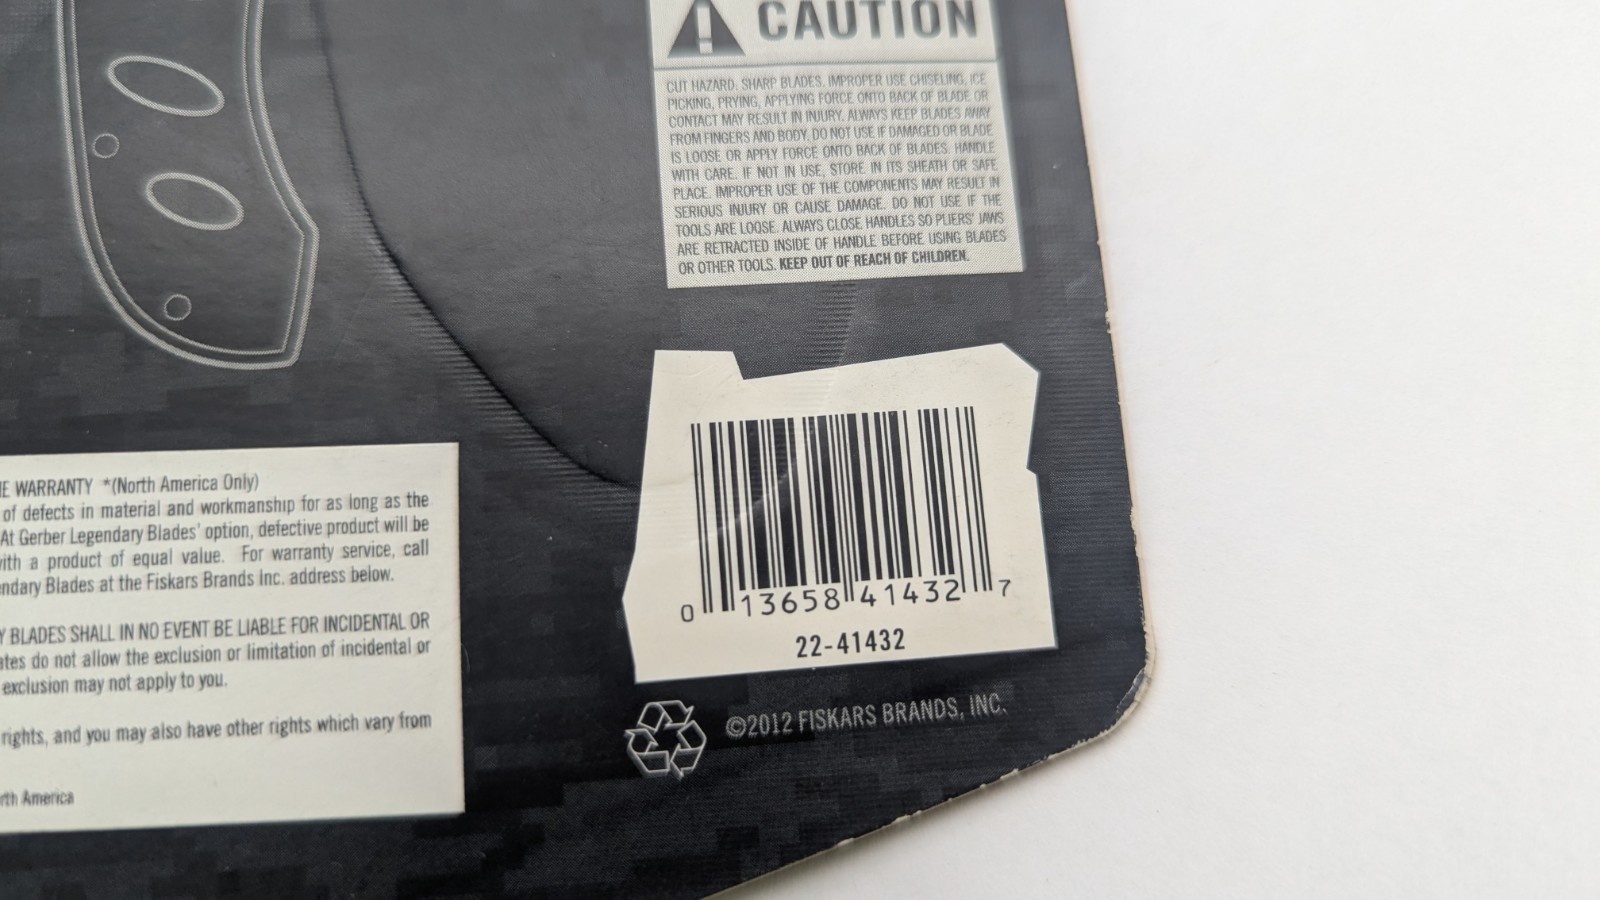 CAUTION
CUT HAZARD. SHARP BLADES. IMPROPER USE CHISELING, ICE
PICKING, PRYING, APPLYING FORCE ONTO BACK OF BLADE OR
CONTACT MAY RESULT IN INJURY. ALWAYS KEEP BLADES AWAY
FROM FINGERS AND BODY. DO NOT USE IF DAMAGED OR BLADE
IS LOOSE OR APPLY FORCE ONTO BACK OF BLADES. HANDLE
WITH CARE. IF NOT IN USE, STORE IN ITS SHEATH OR SAFE
PLACE. IMPROPER USE OF THE COMPONENTS MAY RESULT IN
SERIOUS INJURY OR CAUSE DAMAGE. DO NOT USE IF THE
TOOLS ARE LOOSE. ALWAYS CLOSE HANDLES SO PLIERS' JAWS
ARE RETRACTED INSIDE OF HANDLE BEFORE USING BLADES
OR OTHER TOOLS. KEEP OUT OF REACH OF CHILDREN.
WARRANTY *(North America Only)
of defects in material and workmanship for as long as the
At Gerber Legendary Blades' option, defective product will be
with a product of equal value. For warranty service, call
endary Blades at the Fiskars Brands Inc. address below.
Y BLADES SHALL IN NO EVENT BE LIABLE FOR INCIDENTAL OR
ates do not allow the exclusion or limitation of incidental or
exclusion may not apply to you.
rights, and you may also have other rights which vary from
rth America
0 13658 41432 7
22-41432
©2012 FISKARS BRANDS, INC.